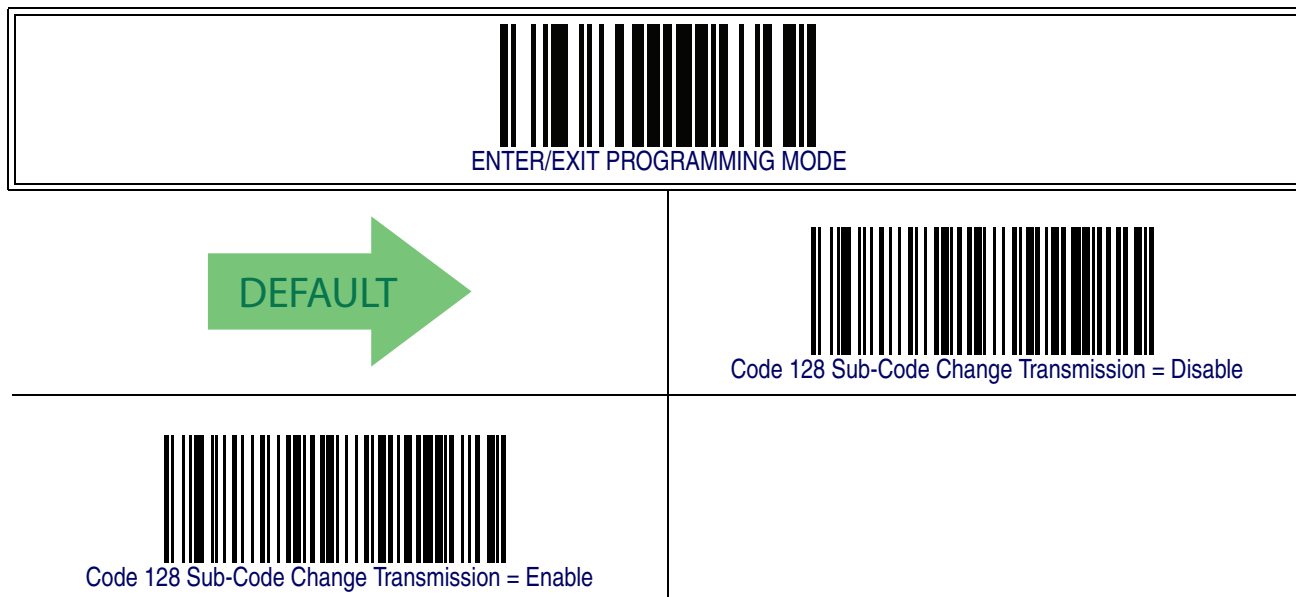 ENTER/EXIT PROGRAMMING MODE
DEFAULT
Code 128 Sub-Code Change Transmission = Disable
Code 128 Sub-Code Change Transmission = Enable